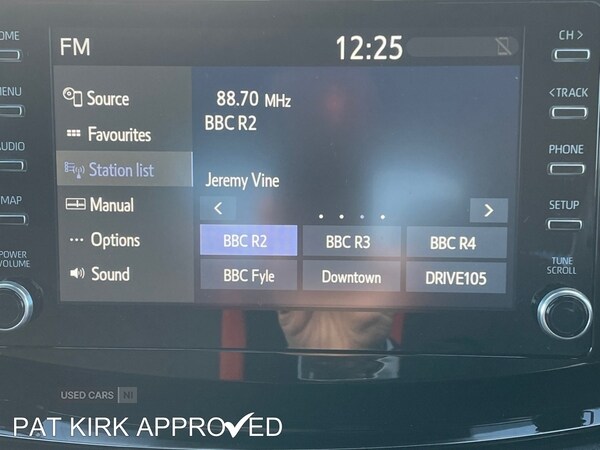 FM
12:25
CH >
OME
< TRACK
MENU
Source
88.70 MHz
BBC R2
Favourites
AUDIO
PHONE
Station list
Jeremy Vine
MAP
Manual
< >
SETUP
Options
BBC R2 BBC R3 BBC R4
POWER
VOLUME
Sound
BBC Fyle Downtown DRIVE105
TUNE
SCROLL
USED CARS NI
PAT KIRK APPROVED